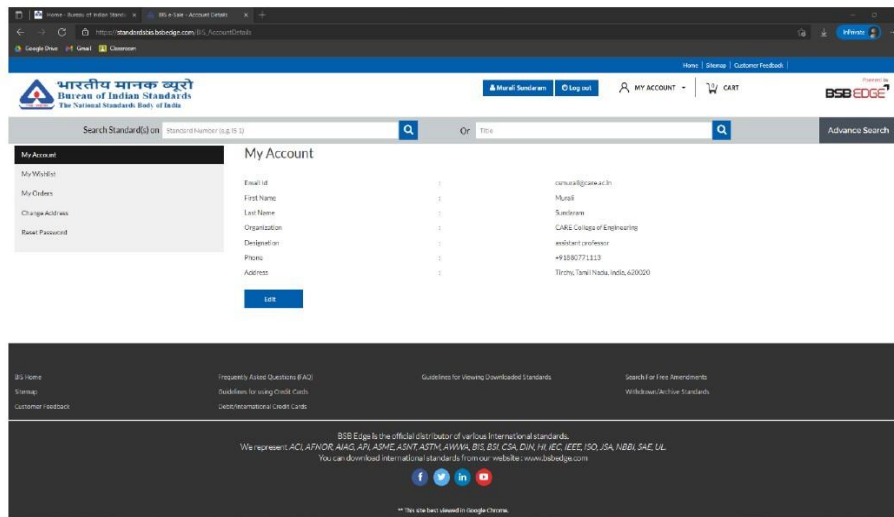 Home - Bureau of Indian Stand
BIS e-Sale - Account Details
https://standardsbis.bsbedge.com/BIS_AccountDetails
InPrivate
Google Drive
Gmail
Classroom
Home | Sitemap | Customer Feedback |
भारतीय मानक ब्यूरो
Bureau of Indian Standards
The National Standards Body of India
Murali Sundaram
Log out
MY ACCOUNT
CART
Powered by
BSB EDGE
Search Standard(s) on
Standard Number (e.g. IS 1)
Or
Title
Advance Search
My Account
My Wishlist
My Orders
Change Address
Reset Password
My Account
Email Id :
First Name : Murali
Last Name : Sundaram
Organization : CARE College of Engineering
Designation : assistant professor
Phone : +91880771113
Address : Tirchy, Tamil Nadu, India, 620020
Edit
BIS Home
Sitemap
Customer Feedback
Frequently Asked Questions (FAQ)
Guidelines for using Credit Cards
Debit/International Credit Cards
Guidelines for Viewing Downloaded Standards
Search For Free Amendments
Withdrawn/Archive Standards
BSB Edge is the official distributor of various International standards.
We represent ACI, AFNOR, AIAG, API, ASME, ASNT, ASTM, AWWA, BIS, BSI, CSA, DIN, HI, IEC, IEEE, ISO, JSA, NBBI, SAE, UL.
You can download international standards from our website : www.bsbedge.com
** This site best viewed in Google Chrome.